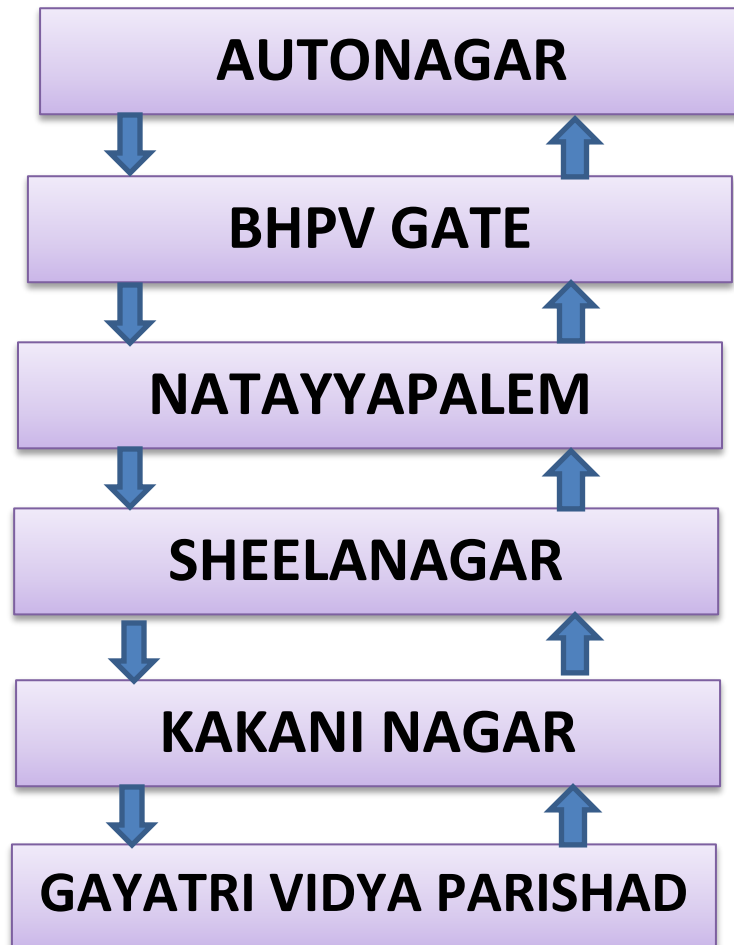 AUTONAGAR
BHPV GATE
NATAYYAPALEM
SHEELANAGAR
KAKANI NAGAR
GAYATRI VIDYA PARISHAD